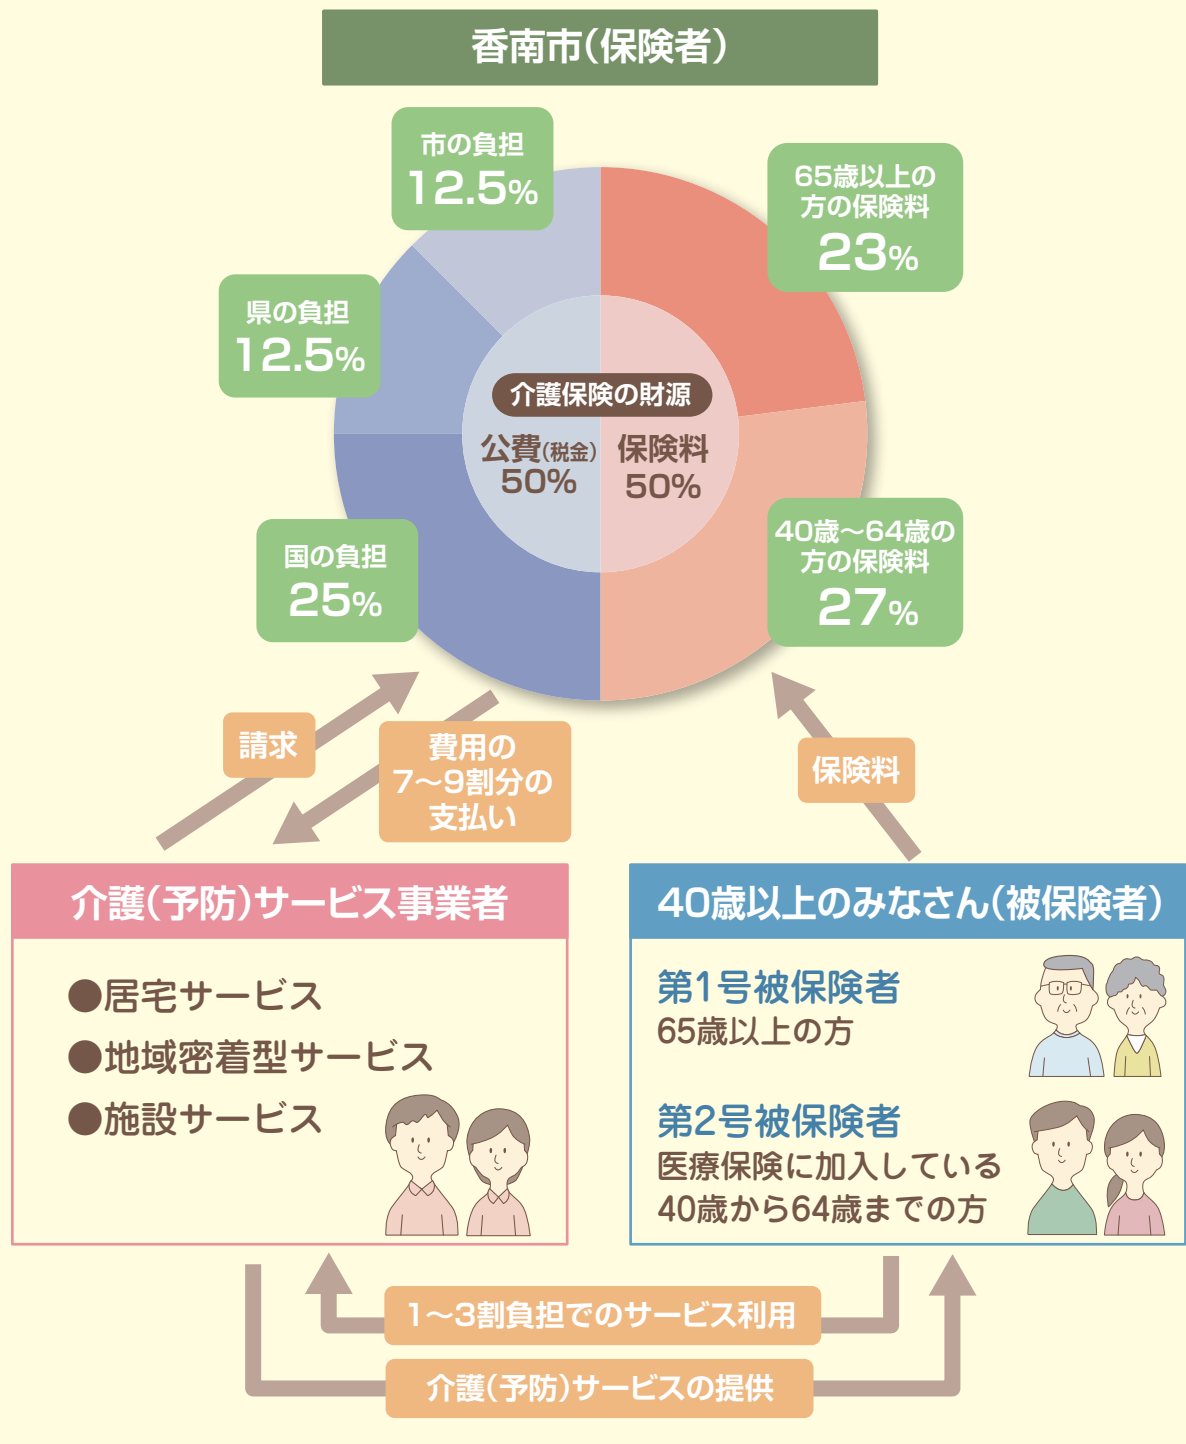 香南市（保険者）
市の負担
12.5%
65歳以上の
方の保険料
23%
県の負担
12.5%
介護保険の財源
公費（税金）
50%
保険料
50%
国の負担
25%
40歳～64歳の
方の保険料
27%
請求
費用の
7～9割分の
支払い
保険料
介護（予防）サービス事業者
●居宅サービス
●地域密着型サービス
●施設サービス
40歳以上のみなさん（被保険者）
第1号被保険者
65歳以上の方
第2号被保険者
医療保険に加入している
40歳から64歳までの方
1～3割負担でのサービス利用
介護（予防）サービスの提供